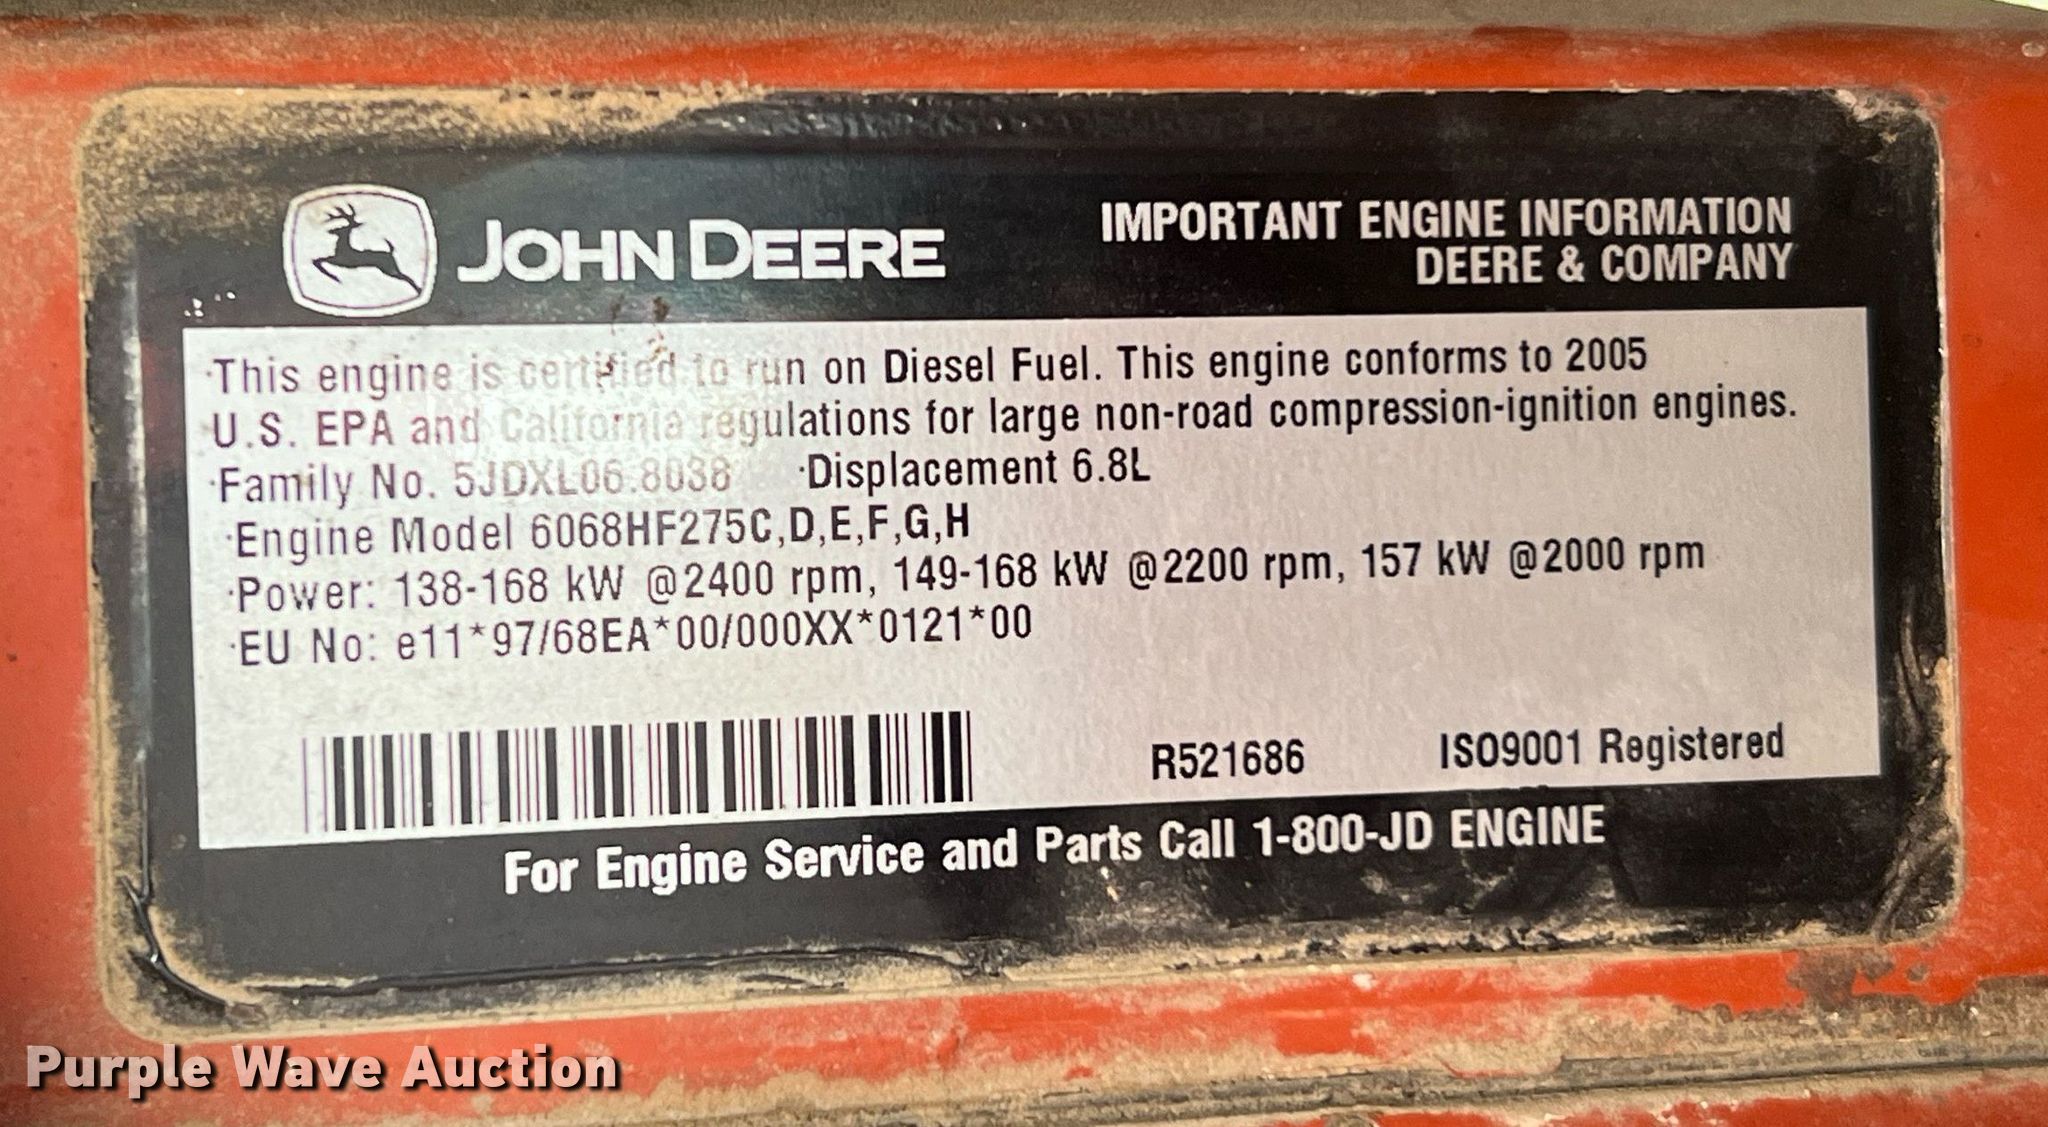 JOHN DEERE
IMPORTANT ENGINE INFORMATION
DEERE & COMPANY
·This engine is certified to run on Diesel Fuel. This engine conforms to 2005
U.S. EPA and California regulations for large non-road compression-ignition engines.
·Family No. 5JDXL06.8038 ·Displacement 6.8L
·Engine Model 6068HF275C,D,E,F,G,H
·Power: 138-168 kW @2400 rpm, 149-168 kW @2200 rpm, 157 kW @2000 rpm
·EU No: e11*97/68EA*00/000XX*0121*00
R521686 ISO9001 Registered
For Engine Service and Parts Call 1-800-JD ENGINE
Purple Wave Auction